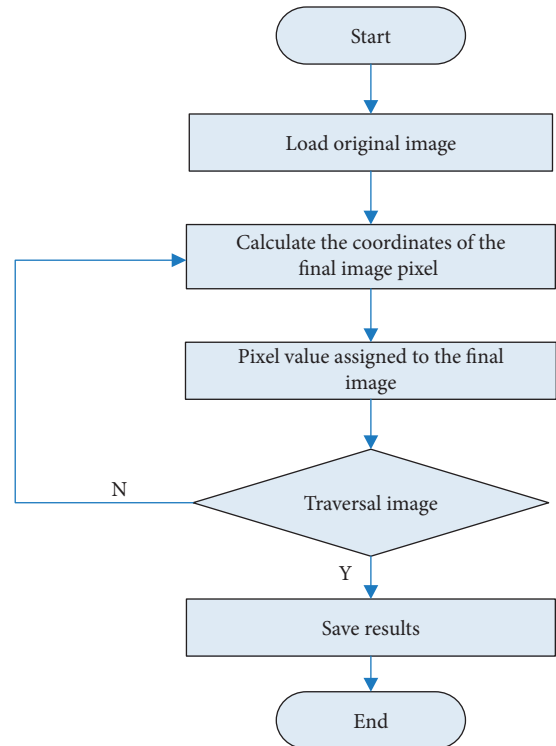 Start
Load original image
Calculate the coordinates of the
final image pixel
Pixel value assigned to the final
image
N
Traversal image
Y
Save results
End